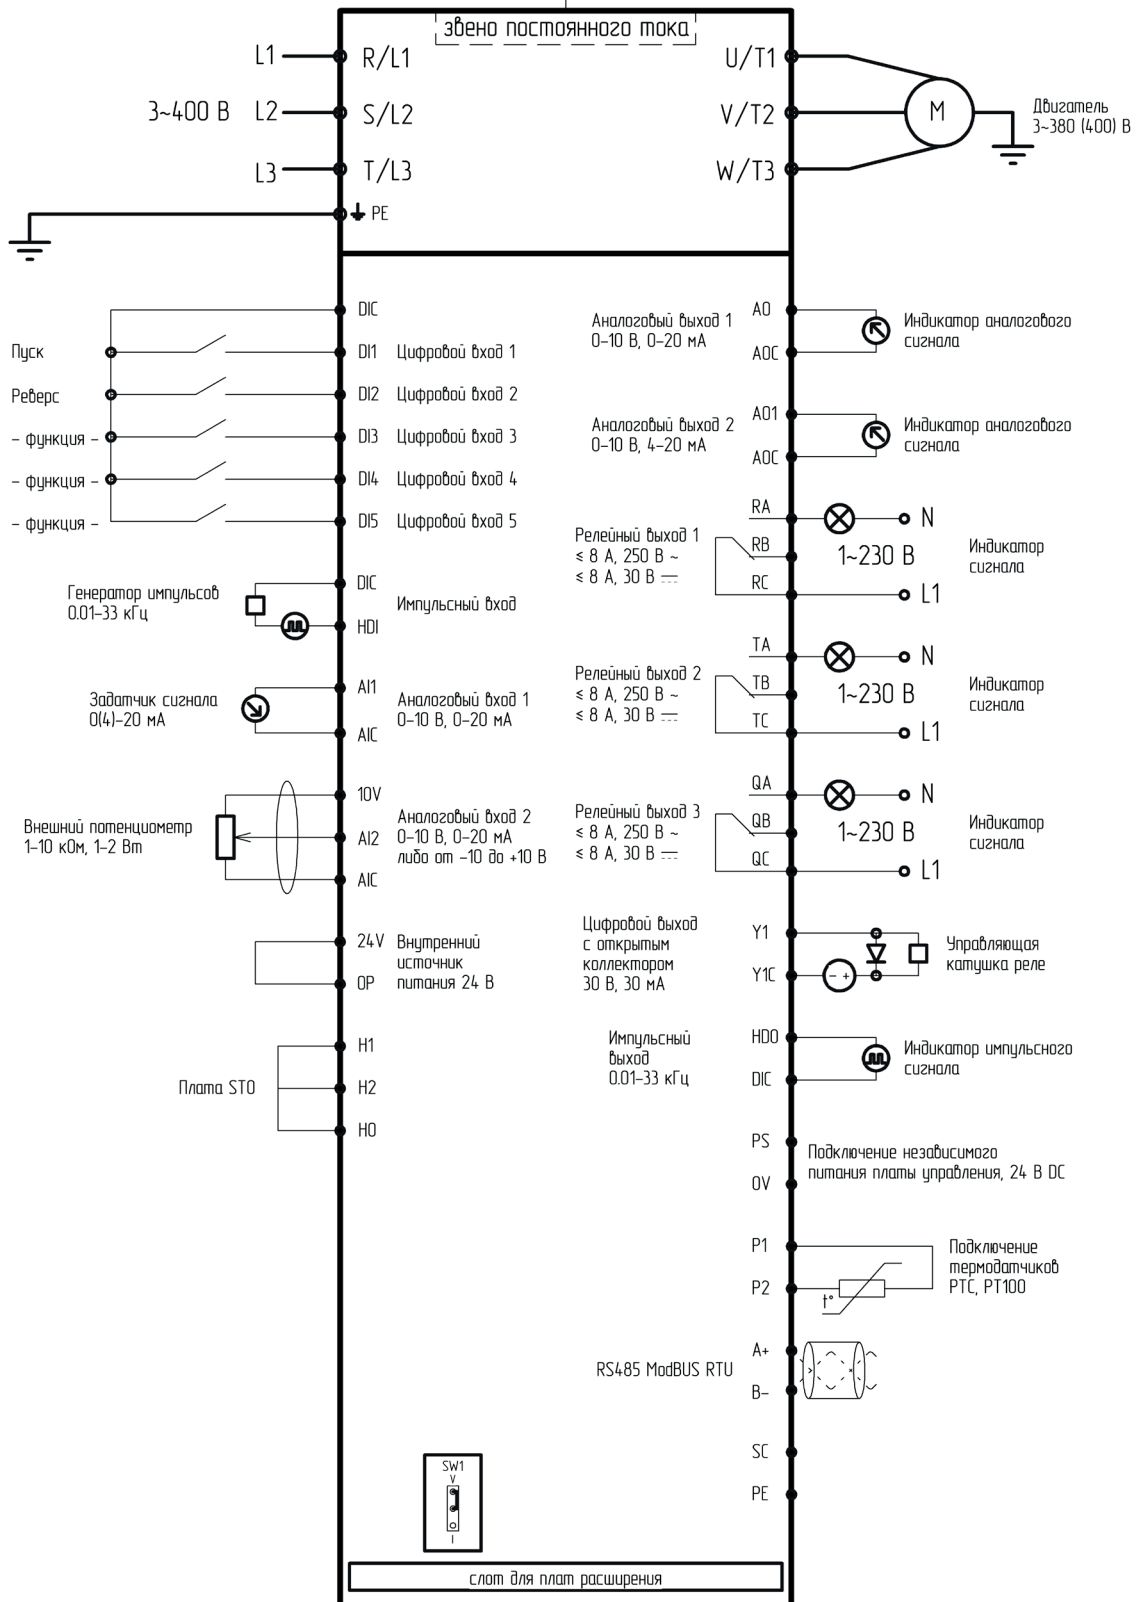 звено постоянного тока
L1
R/L1
U/T1
3~400 В
L2
S/L2
V/T2
M
Двигатель
3~380 (400) В
L3
T/L3
W/T3
PE
DIC
Пуск
DI1
Цифровой вход 1
Реверс
DI2
Цифровой вход 2
- функция -
DI3
Цифровой вход 3
- функция -
DI4
Цифровой вход 4
- функция -
DI5
Цифровой вход 5
Генератор импульсов
0.01-33 кГц
DIC
HDI
Импульсный вход
Задатчик сигнала
0(4)-20 мА
AI1
AIC
Аналоговый вход 1
0-10 В, 0-20 мА
Внешний потенциометр
1-10 кОм, 1-2 Вт
10V
AI2
AIC
Аналоговый вход 2
0-10 В, 0-20 мА
либо от -10 до +10 В
24V
0P
Внутренний
источник
питания 24 В
Плата STO
H1
H2
H0
Аналоговый выход 1
0-10 В, 0-20 мА
AO
AOC
Индикатор аналогового
сигнала
Аналоговый выход 2
0-10 В, 4-20 мА
AO1
AOC
Индикатор аналогового
сигнала
Релейный выход 1
≤ 8 А, 250 В ~
≤ 8 А, 30 В ⎓
RA
RB
RC
N
1~230 В
L1
Индикатор
сигнала
Релейный выход 2
≤ 8 А, 250 В ~
≤ 8 А, 30 В ⎓
TA
TB
TC
N
1~230 В
L1
Индикатор
сигнала
Релейный выход 3
≤ 8 А, 250 В ~
≤ 8 А, 30 В ⎓
QA
QB
QC
N
1~230 В
L1
Индикатор
сигнала
Цифровой выход
с открытым
коллектором
30 В, 30 мА
Y1
Y1C
- +
Управляющая
катушка реле
Импульсный
выход
0.01-33 кГц
HDO
DIC
Индикатор импульсного
сигнала
PS
0V
Подключение независимого
питания платы управления, 24 В DC
P1
P2
t°
Подключение
термодатчиков
PTC, PT100
RS485 ModBUS RTU
A+
B-
SC
PE
SW1
V
I
слот для плат расширения